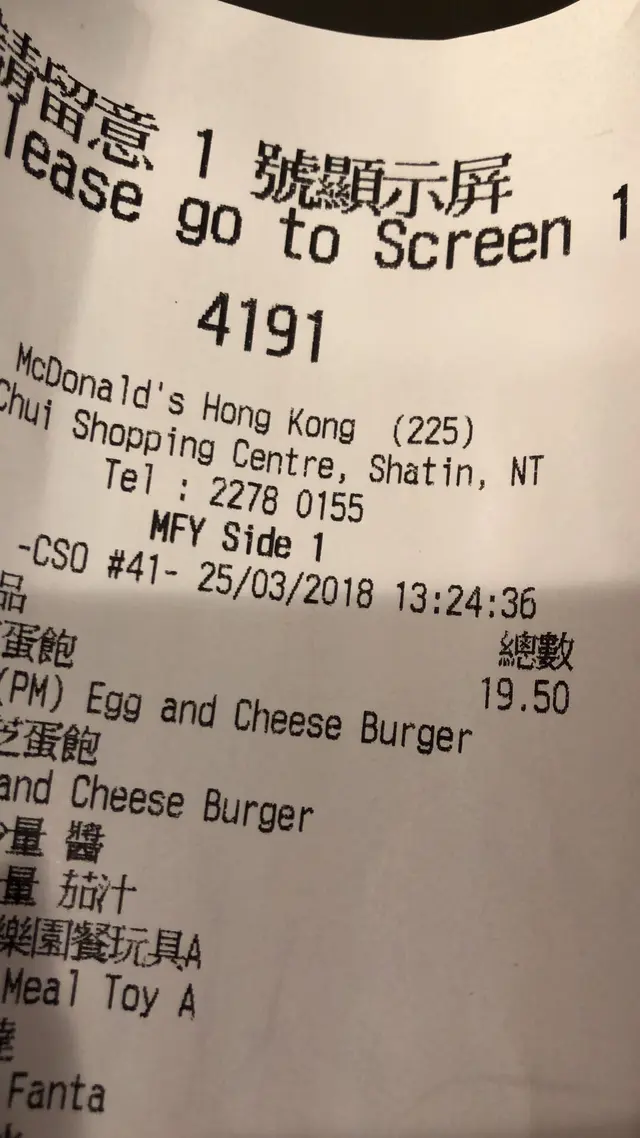 請留意 1 號顯示屏
lease go to Screen 1
4191
McDonald's Hong Kong (225)
Chui Shopping Centre, Shatin, NT
Tel : 2278 0155
MFY Side 1
-CSO #41- 25/03/2018 13:24:36
品 總數
蛋飽 19.50
(PM) Egg and Cheese Burger
芝蛋飽
and Cheese Burger
少量 醬
量 茄汁
樂園餐玩具A
Meal Toy A
達
Fanta